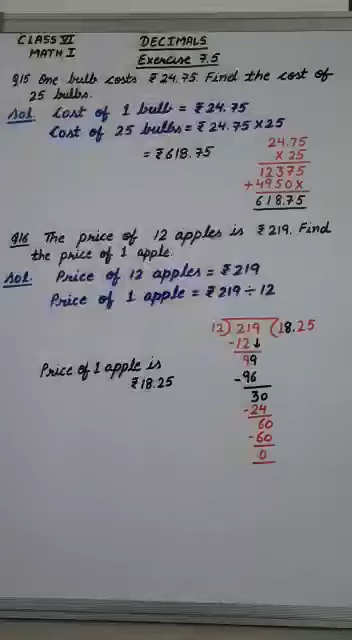 CLASS VI DECIMALS
MATH I Exercise 7.5
Q15 One bulb costs ₹24.75. Find the cost of
25 bulbs.
Sol. Cost of 1 bulb = ₹24.75
Cost of 25 bulbs = ₹24.75×25
= ₹618.75
24.75
×25
12375
+4950×
618.75
Q16 The price of 12 apples is ₹219. Find
the price of 1 apple.
Sol. Price of 12 apples = ₹219
Price of 1 apple = ₹219÷12
12)219(18.25
-12↓
99
-96
30
-24
60
-60
0
Price of 1 apple is
₹18.25